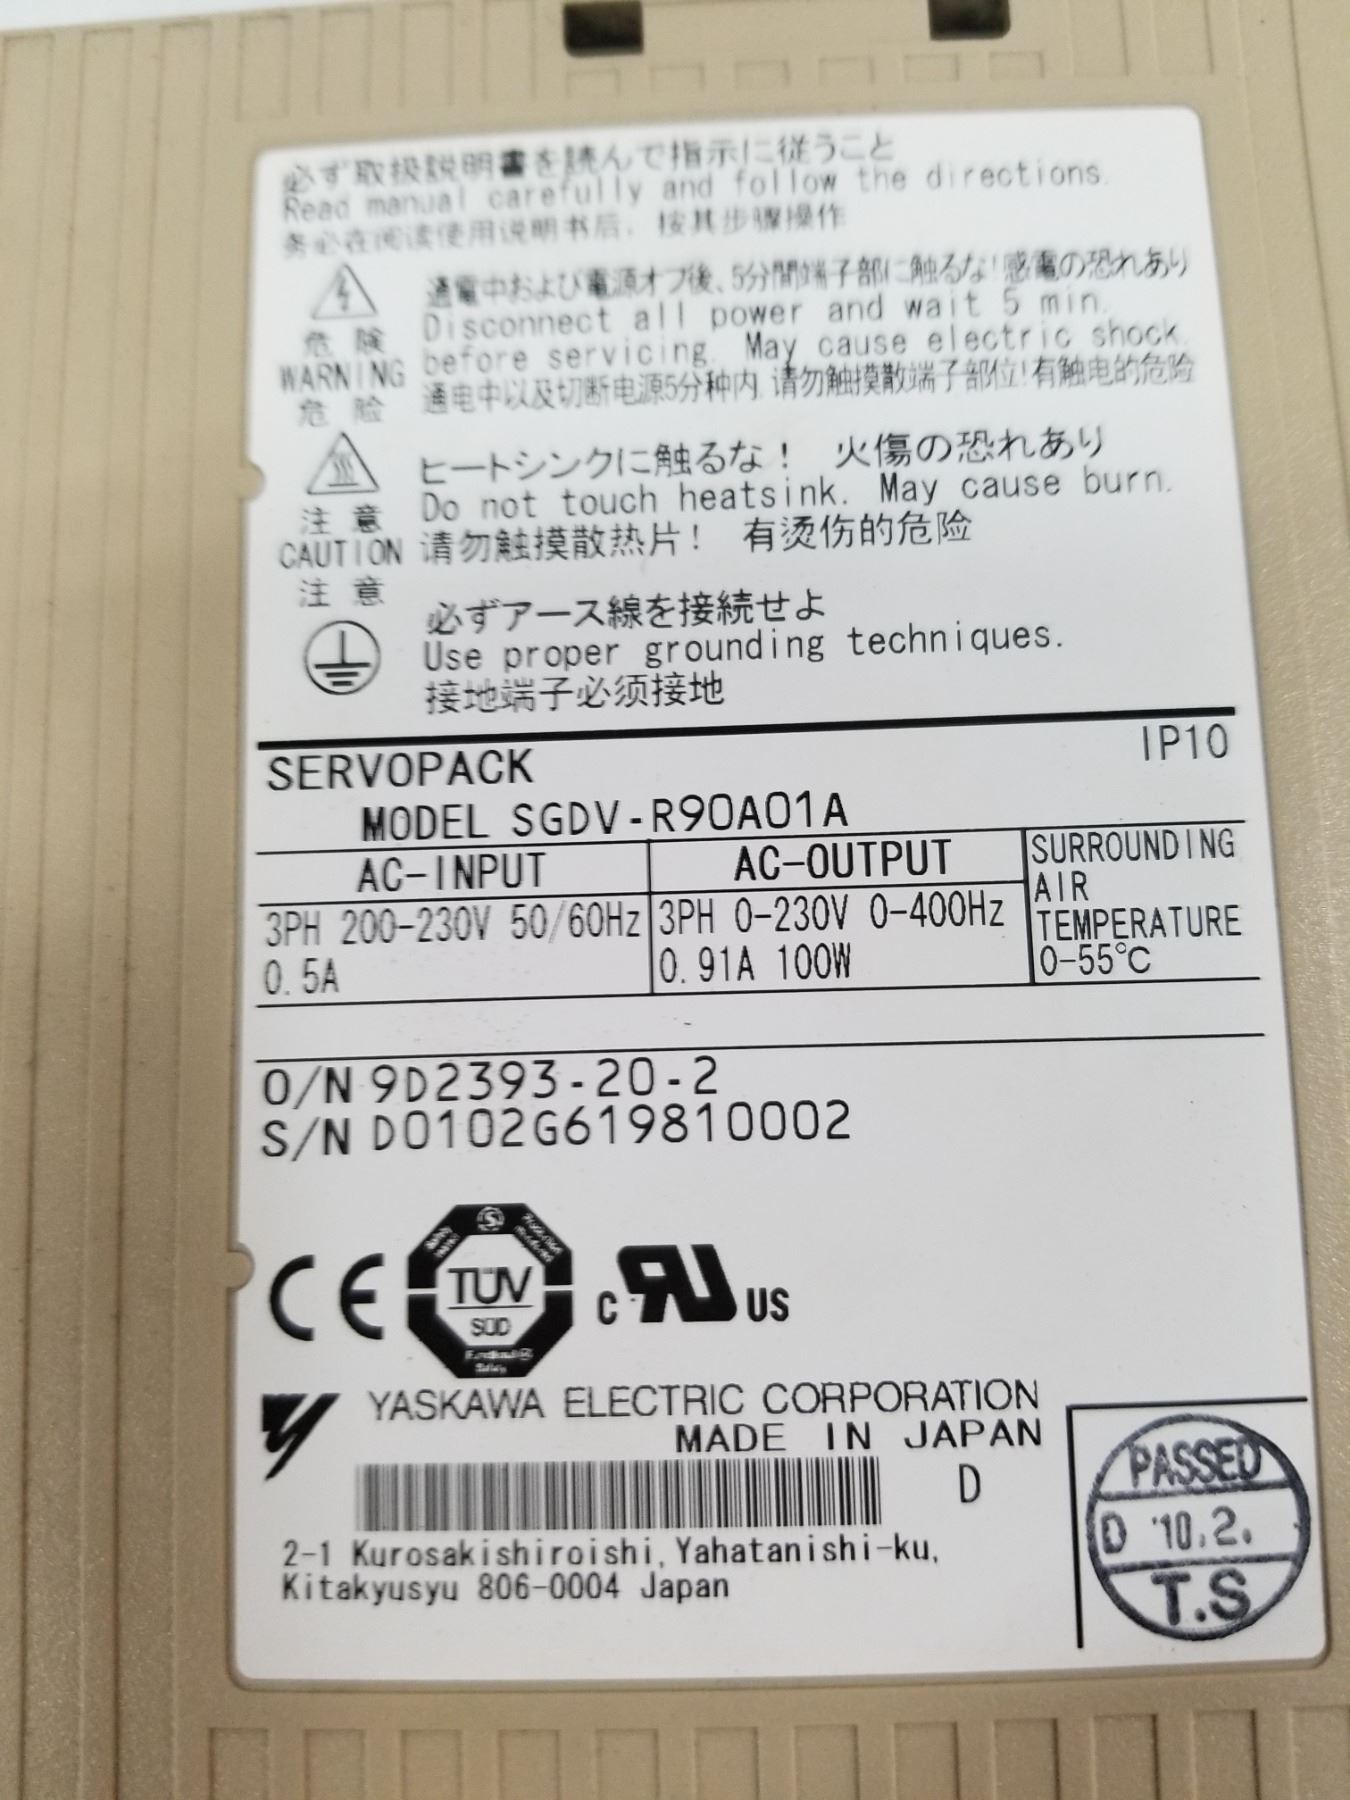 必ず取扱説明書を読んで指示に従うこと
Read manual carefully and follow the directions.
务必在阅读使用说明书后，按其步骤操作
危 険
WARNING
危 险
通電中および電源オフ後、5分間端子部に触るな!感電の恐れあり
Disconnect all power and wait 5 min.
before servicing. May cause electric shock.
通电中以及切断电源5分种内,请勿触摸散端子部位!有触电的危险
注 意
CAUTION
注 意
ヒートシンクに触るな！ 火傷の恐れあり
Do not touch heatsink. May cause burn.
请勿触摸散热片! 有烫伤的危险
必ずアース線を接続せよ
Use proper grounding techniques.
接地端子必须接地
SERVOPACK
IP10
MODEL SGDV-R90A01A
AC-INPUT
3PH 200-230V 50/60Hz
0.5A
AC-OUTPUT
3PH 0-230V 0-400Hz
0.91A 100W
SURROUNDING
AIR
TEMPERATURE
0-55℃
O/N 9D2393-20-2
S/N D0102G619810002
CE
TÜV
SÜD
c
US
YASKAWA ELECTRIC CORPORATION
MADE IN JAPAN
D
2-1 Kurosakishiroishi, Yahatanishi-ku,
Kitakyusyu 806-0004 Japan
PASSED
D '10.2.
T.S